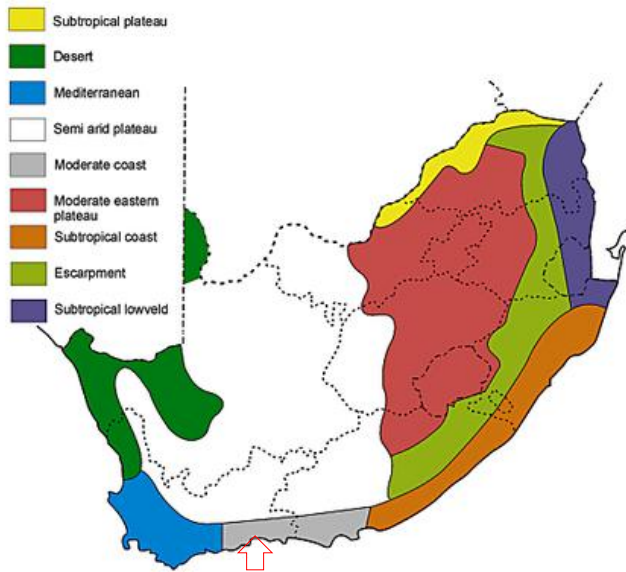 Subtropical plateau
Desert
Mediterranean
Semi arid plateau
Moderate coast
Moderate eastern
plateau
Subtropical coast
Escarpment
Subtropical lowveld